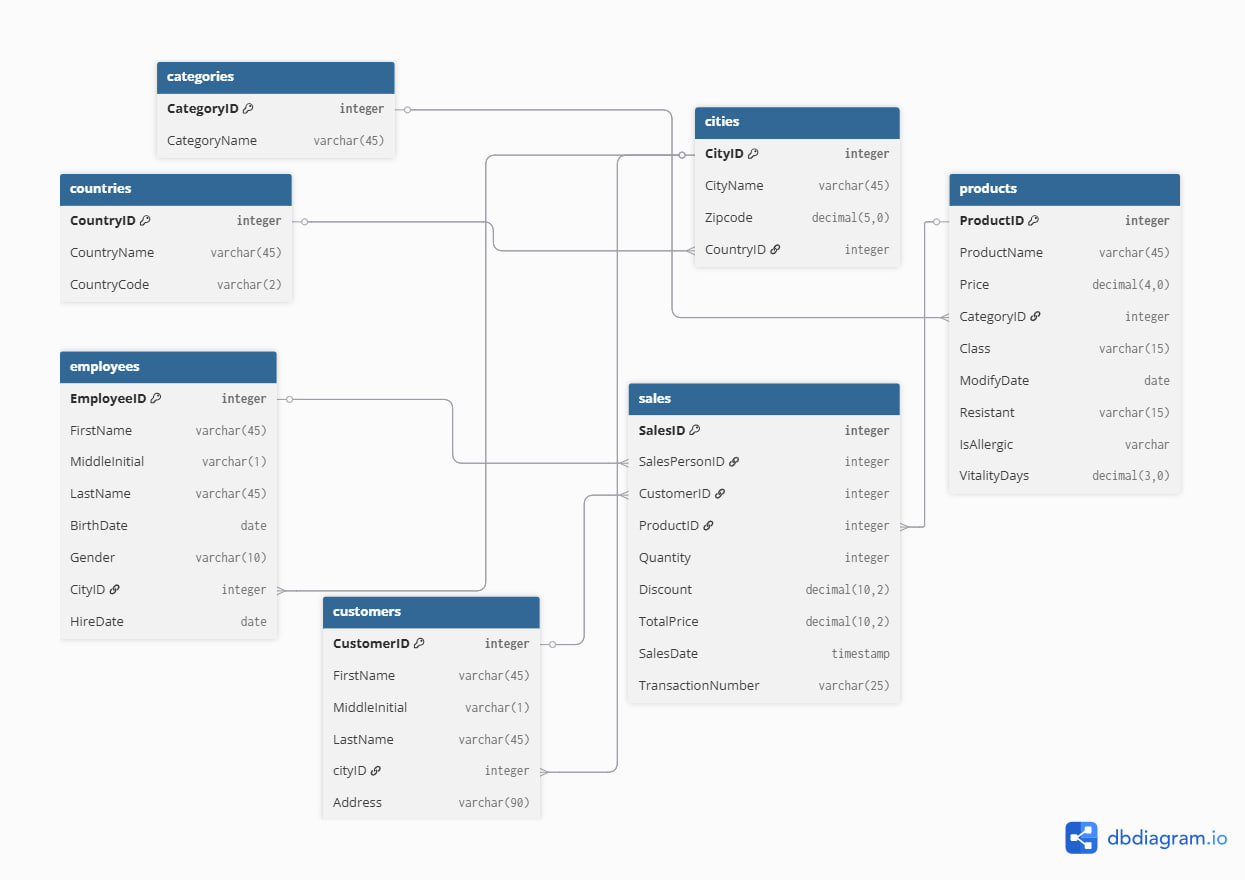 categories
CategoryID integer
CategoryName varchar(45)
countries
CountryID integer
CountryName varchar(45)
CountryCode varchar(2)
employees
EmployeeID integer
FirstName varchar(45)
MiddleInitial varchar(1)
LastName varchar(45)
BirthDate date
Gender varchar(10)
CityID integer
HireDate date
customers
CustomerID integer
FirstName varchar(45)
MiddleInitial varchar(1)
LastName varchar(45)
cityID integer
Address varchar(90)
cities
CityID integer
CityName varchar(45)
Zipcode decimal(5,0)
CountryID integer
sales
SalesID integer
SalesPersonID integer
CustomerID integer
ProductID integer
Quantity integer
Discount decimal(10,2)
TotalPrice decimal(10,2)
SalesDate timestamp
TransactionNumber varchar(25)
products
ProductID integer
ProductName varchar(45)
Price decimal(4,0)
CategoryID integer
Class varchar(15)
ModifyDate date
Resistant varchar(15)
IsAllergic varchar
VitalityDays decimal(3,0)
dbdiagram.io